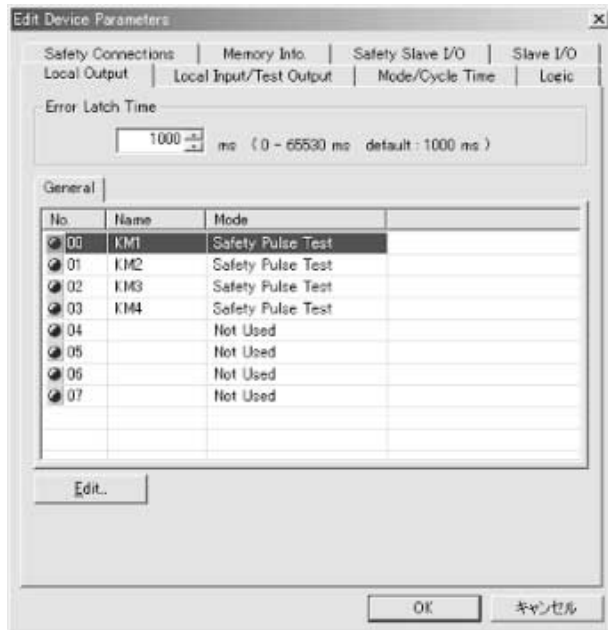 Edit Device Parameters
Safety Connections Memory Info. Safety Slave I/O Slave I/O
Local Output Local Input/Test Output Mode/Cycle Time Logic
Error Latch Time
1000 ms ( 0 - 65530 ms default : 1000 ms )
General
No. Name Mode
00 KM1 Safety Pulse Test
01 KM2 Safety Pulse Test
02 KM3 Safety Pulse Test
03 KM4 Safety Pulse Test
04 Not Used
05 Not Used
06 Not Used
07 Not Used
Edit..
OK キャンセル